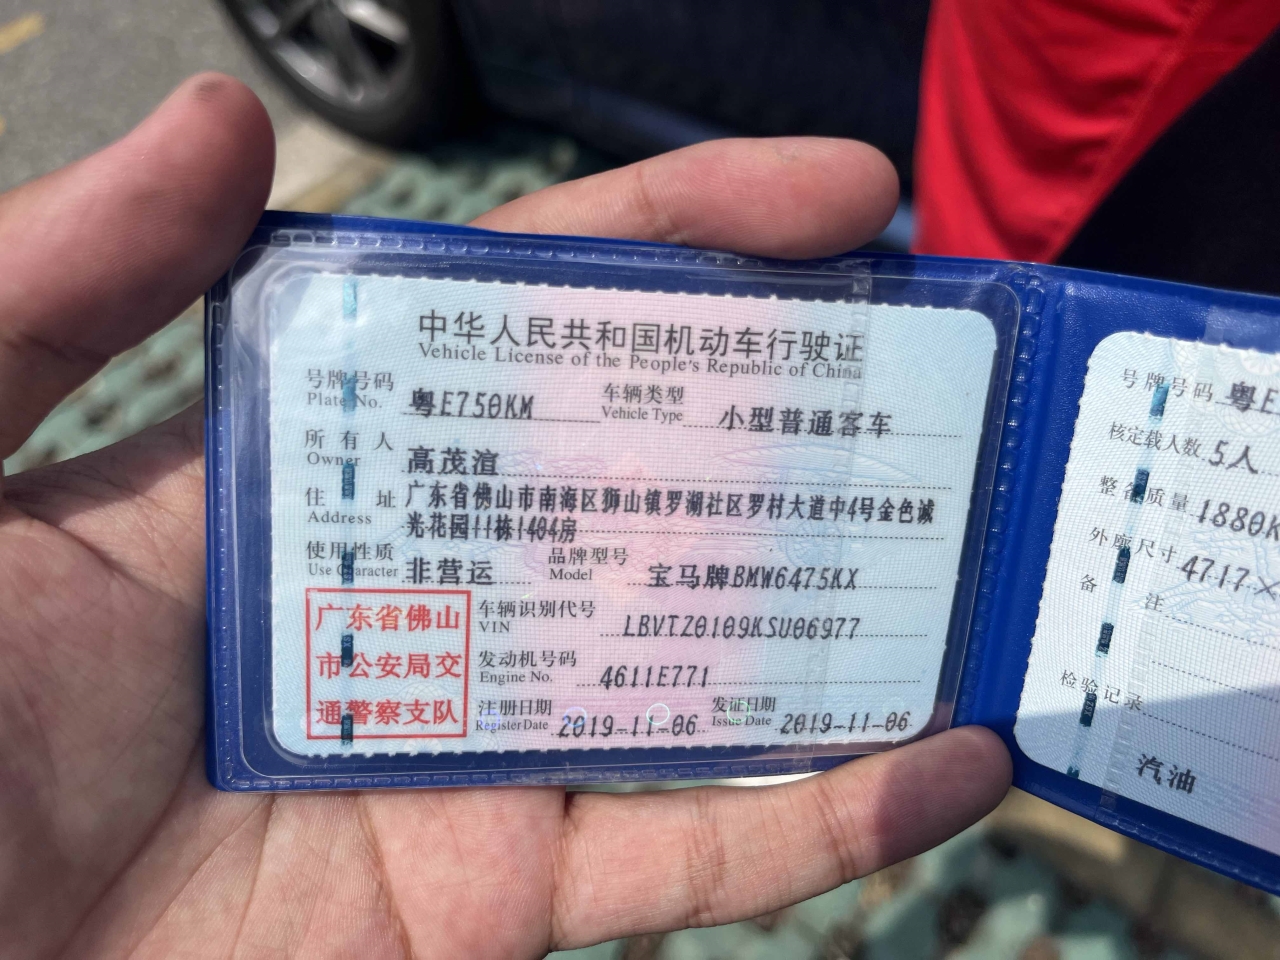 中华人民共和国机动车行驶证
Vehicle License of the People's Republic of China
号牌号码 粤E750KM 车辆类型 小型普通客车
Plate No. Vehicle Type
所有人 高茂渲
Owner
住址 广东省佛山市南海区狮山镇罗湖社区罗村大道中4号金色诚
Address 光花园11栋1404房
使用性质 非营运 品牌型号 宝马牌BMW6475KX
Use Character Model
广东省佛山
市公安局交
通警察支队
车辆识别代号 LBVTZ0109KSU06977
VIN
发动机号码 4611E771
Engine No.
注册日期 2019-11-06 发证日期 2019-11-06
Register Date Issue Date
号牌号码 粤E
核定载人数 5人
整备质量 1880K
外廓尺寸 4717×
备注
检验记录
汽油